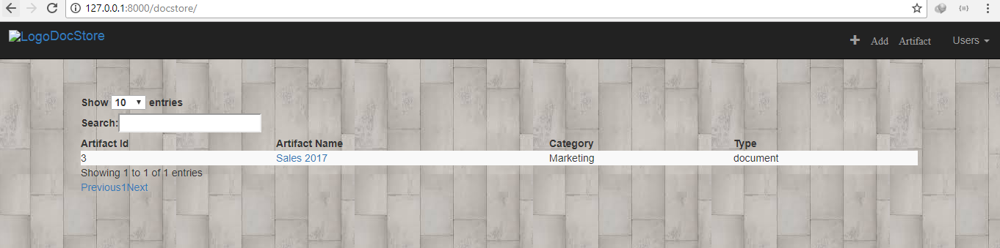 127.0.0.1:8000/docstore/
LogoDocStore
Add Artifact Users
Show 10 entries
Search:
Artifact Id Artifact Name Category Type
3 Sales 2017 Marketing document
Showing 1 to 1 of 1 entries
Previous1Next